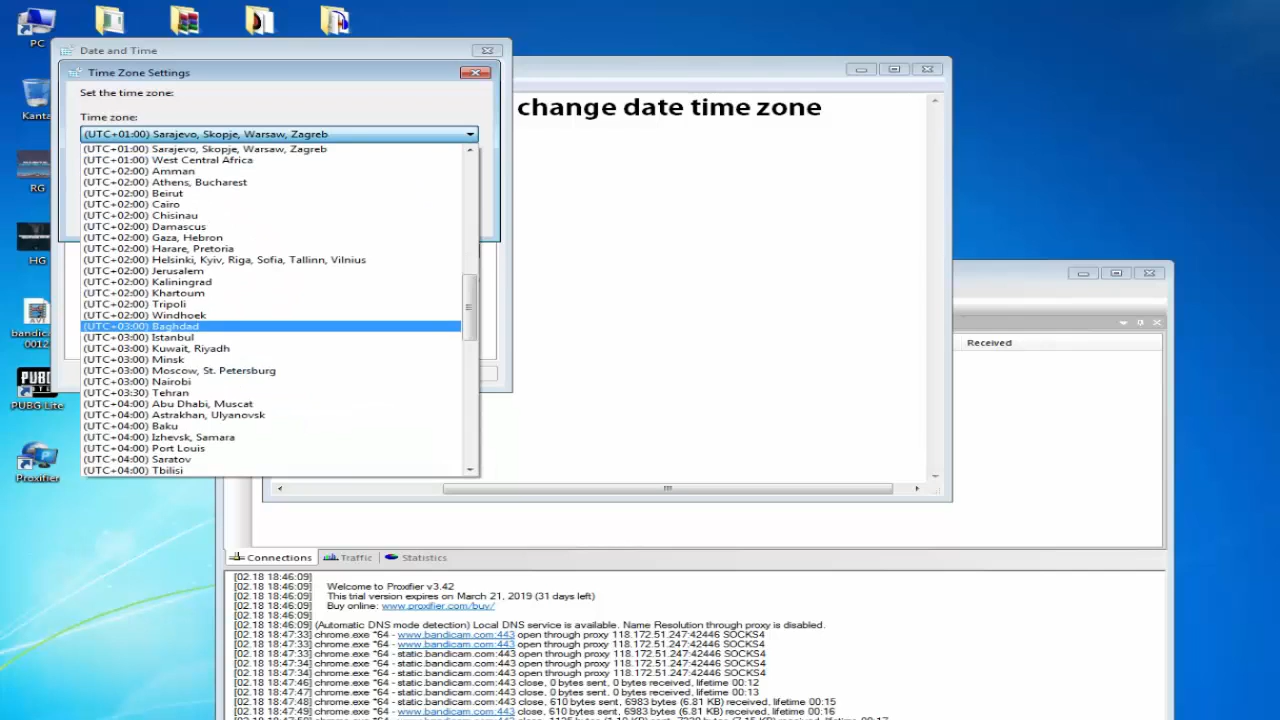 PC
Kanta
RG
HG
bandic
0012
PUBG Lite
Proxifier
Date and Time
Time Zone Settings
Set the time zone:
Time zone:
(UTC+01:00) Sarajevo, Skopje, Warsaw, Zagreb
(UTC+01:00) Sarajevo, Skopje, Warsaw, Zagreb
(UTC+01:00) West Central Africa
(UTC+02:00) Amman
(UTC+02:00) Athens, Bucharest
(UTC+02:00) Beirut
(UTC+02:00) Cairo
(UTC+02:00) Chisinau
(UTC+02:00) Damascus
(UTC+02:00) Gaza, Hebron
(UTC+02:00) Harare, Pretoria
(UTC+02:00) Helsinki, Kyiv, Riga, Sofia, Tallinn, Vilnius
(UTC+02:00) Jerusalem
(UTC+02:00) Kaliningrad
(UTC+02:00) Khartoum
(UTC+02:00) Tripoli
(UTC+02:00) Windhoek
(UTC+03:00) Baghdad
(UTC+03:00) Istanbul
(UTC+03:00) Kuwait, Riyadh
(UTC+03:00) Minsk
(UTC+03:00) Moscow, St. Petersburg
(UTC+03:00) Nairobi
(UTC+03:30) Tehran
(UTC+04:00) Abu Dhabi, Muscat
(UTC+04:00) Astrakhan, Ulyanovsk
(UTC+04:00) Baku
(UTC+04:00) Izhevsk, Samara
(UTC+04:00) Port Louis
(UTC+04:00) Saratov
(UTC+04:00) Tbilisi
change date time zone
Received
Connections Traffic Statistics
[02.18 18:46:09]
[02.18 18:46:09] Welcome to Proxifier v3.42
[02.18 18:46:09] This trial version expires on March 21, 2019 (31 days left)
[02.18 18:46:09] Buy online: www.proxifier.com/buy/
[02.18 18:46:09]
[02.18 18:46:09] (Automatic DNS mode detection) Local DNS service is available. Name Resolution through proxy is disabled.
[02.18 18:47:33] chrome.exe *64 - www.bandicam.com:443 open through proxy 118.172.51.247:42446 SOCKS4
[02.18 18:47:33] chrome.exe *64 - www.bandicam.com:443 open through proxy 118.172.51.247:42446 SOCKS4
[02.18 18:47:33] chrome.exe *64 - static.bandicam.com:443 open through proxy 118.172.51.247:42446 SOCKS4
[02.18 18:47:34] chrome.exe *64 - static.bandicam.com:443 open through proxy 118.172.51.247:42446 SOCKS4
[02.18 18:47:34] chrome.exe *64 - static.bandicam.com:443 open through proxy 118.172.51.247:42446 SOCKS4
[02.18 18:47:46] chrome.exe *64 - static.bandicam.com:443 close, 0 bytes sent, 0 bytes received, lifetime 00:12
[02.18 18:47:47] chrome.exe *64 - static.bandicam.com:443 close, 0 bytes sent, 0 bytes received, lifetime 00:13
[02.18 18:47:48] chrome.exe *64 - static.bandicam.com:443 close, 610 bytes sent, 6983 bytes (6.81 KB) received, lifetime 00:15
[02.18 18:47:49] chrome.exe *64 - www.bandicam.com:443 close, 610 bytes sent, 6983 bytes (6.81 KB) received, lifetime 00:16